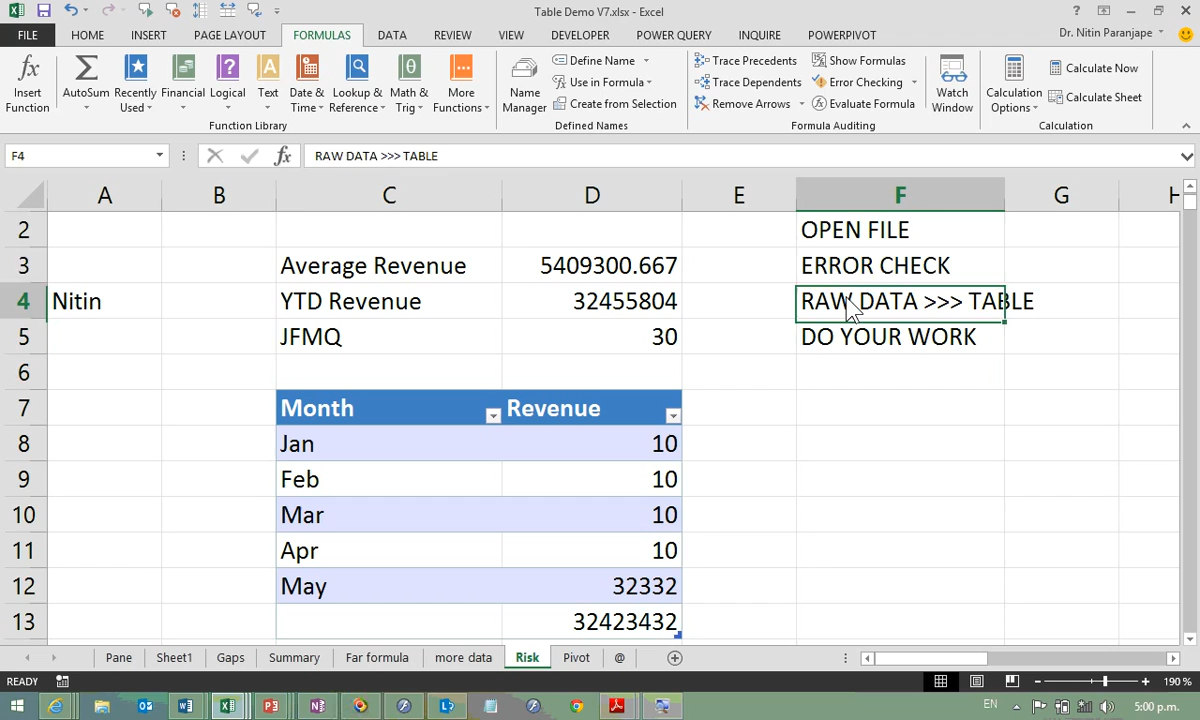 Table Demo V7.xlsx - Excel
FILE HOME INSERT PAGE LAYOUT FORMULAS DATA REVIEW VIEW DEVELOPER POWER QUERY INQUIRE POWERPIVOT Dr. Nitin Paranjape
Insert Function
AutoSum
Recently Used
Financial
Logical
Text
Date & Time
Lookup & Reference
Math & Trig
More Functions
Function Library
Name Manager
Define Name
Use in Formula
Create from Selection
Defined Names
Trace Precedents
Trace Dependents
Remove Arrows
Show Formulas
Error Checking
Evaluate Formula
Formula Auditing
Watch Window
Calculation Options
Calculate Now
Calculate Sheet
Calculation
F4 fx RAW DATA >>> TABLE
A B C D E F G H
2 OPEN FILE
3 Average Revenue 5409300.667 ERROR CHECK
4 Nitin YTD Revenue 32455804 RAW DATA >>> TABLE
5 JFMQ 30 DO YOUR WORK
6
7 Month Revenue
8 Jan 10
9 Feb 10
10 Mar 10
11 Apr 10
12 May 32332
13 32423432
Pane Sheet1 Gaps Summary Far formula more data Risk Pivot @
READY 190 %
EN 5:00 p.m.